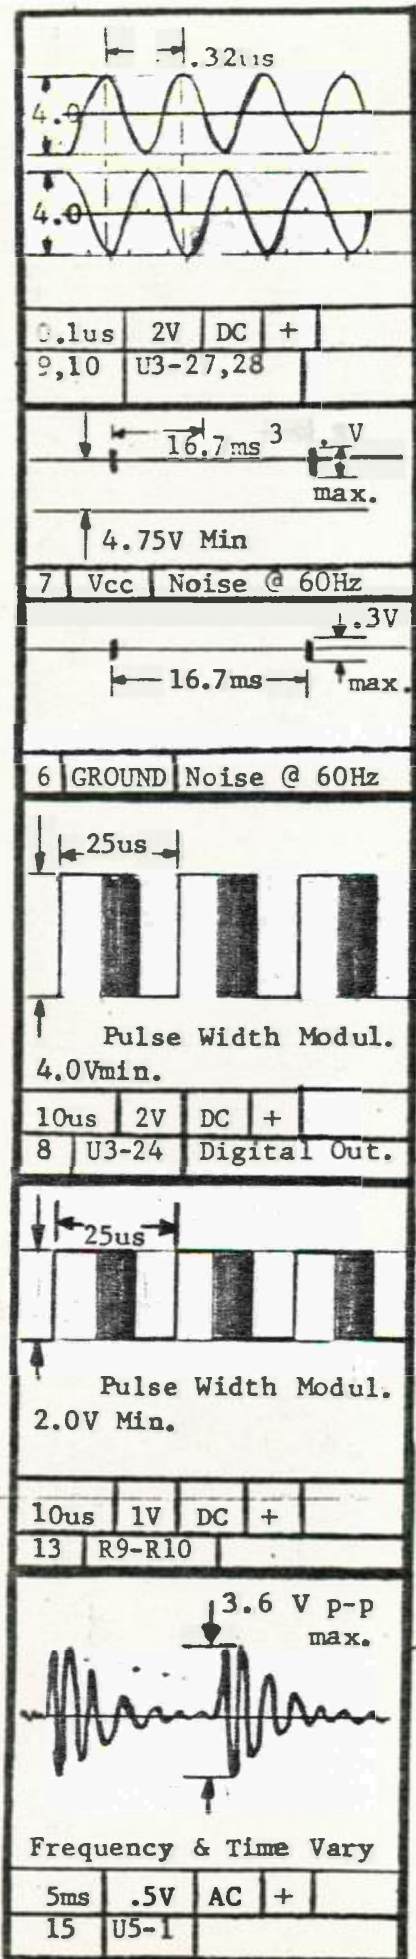 .32us
4.0
4.0
0.1us 2V DC +
9,10 U3-27,28
16.7ms 3 . V
max.
4.75V Min
7 Vcc Noise @ 60Hz
.3V
16.7ms max.
6 GROUND Noise @ 60Hz
25us
Pulse Width Modul.
4.0Vmin.
10us 2V DC +
8 U3-24 Digital Out.
25us
Pulse Width Modul.
2.0V Min.
10us 1V DC +
13 R9-R10
3.6 V p-p
max.
Frequency & Time Vary
5ms .5V AC +
15 U5-1